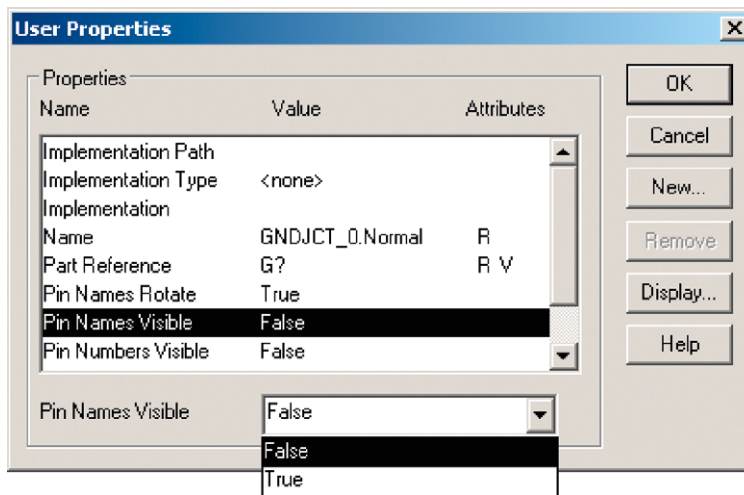 User Properties
Properties
Name Value Attributes
Implementation Path
Implementation Type <none>
Implementation
Name GNDJCT_0.Normal R
Part Reference G? R V
Pin Names Rotate True
Pin Names Visible False
Pin Numbers Visible False
Pin Names Visible False
False
True
OK
Cancel
New...
Remove
Display...
Help